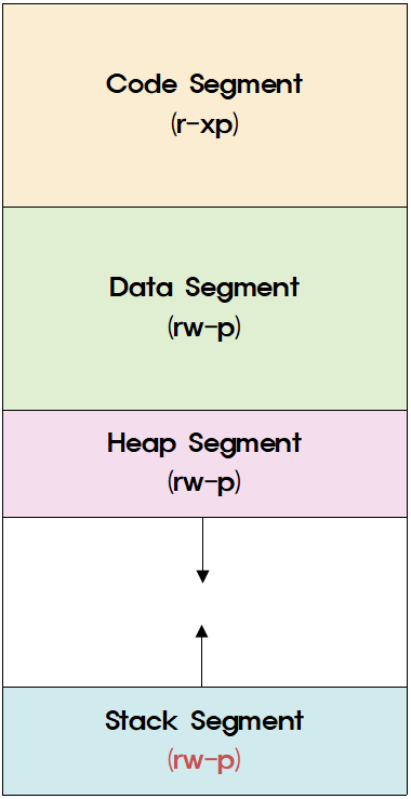 Code Segment
(r-xp)
Data Segment
(rw-p)
Heap Segment
(rw-p)
Stack Segment
(rw-p)